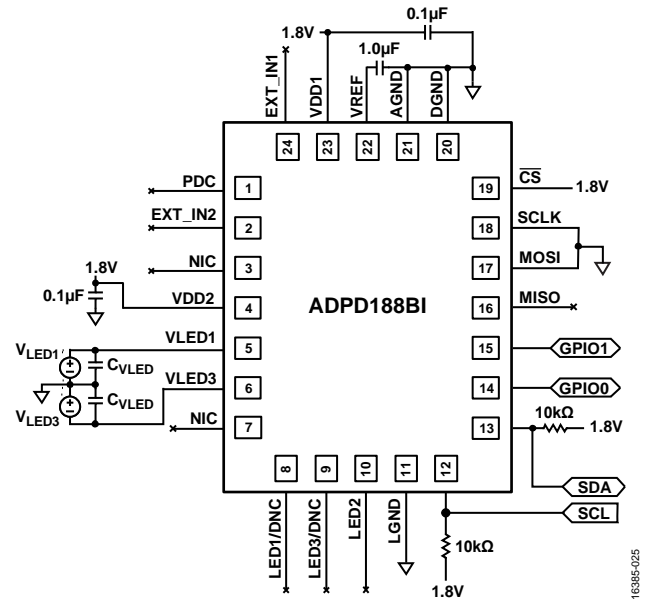 0.1µF
1.8V
1.0µF
EXT_IN1
VDD1
VREF
AGND
DGND
24
23
22
21
20
PDC
1
19
CS
1.8V
EXT_IN2
2
18
SCLK
NIC
3
17
MOSI
1.8V
0.1µF
VDD2
4
ADPD188BI
16
MISO
VLED1
5
15
GPIO1
VLED1
CVLED
VLED3
6
14
GPIO0
CVLED
VLED3
NIC
7
13
10kΩ
1.8V
8
9
10
11
12
SDA
SCL
LED1/DNC
LED3/DNC
LED2
LGND
10kΩ
1.8V
16385-025